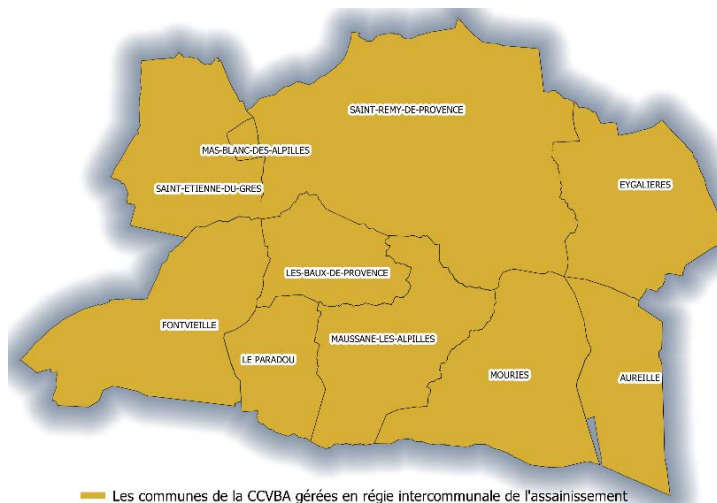 SAINT-REMY-DE-PROVENCE
MAS-BLANC-DES-ALPILLES
EYGALIERES
SAINT-ETIENNE-DU-GRES
LES-BAUX-DE-PROVENCE
FONTVIEILLE
MAUSSANE-LES-ALPILLES
LE PARADOU
MOURIES
AUREILLE
Les communes de la CCVBA gérées en régie intercommunale de l'assainissement